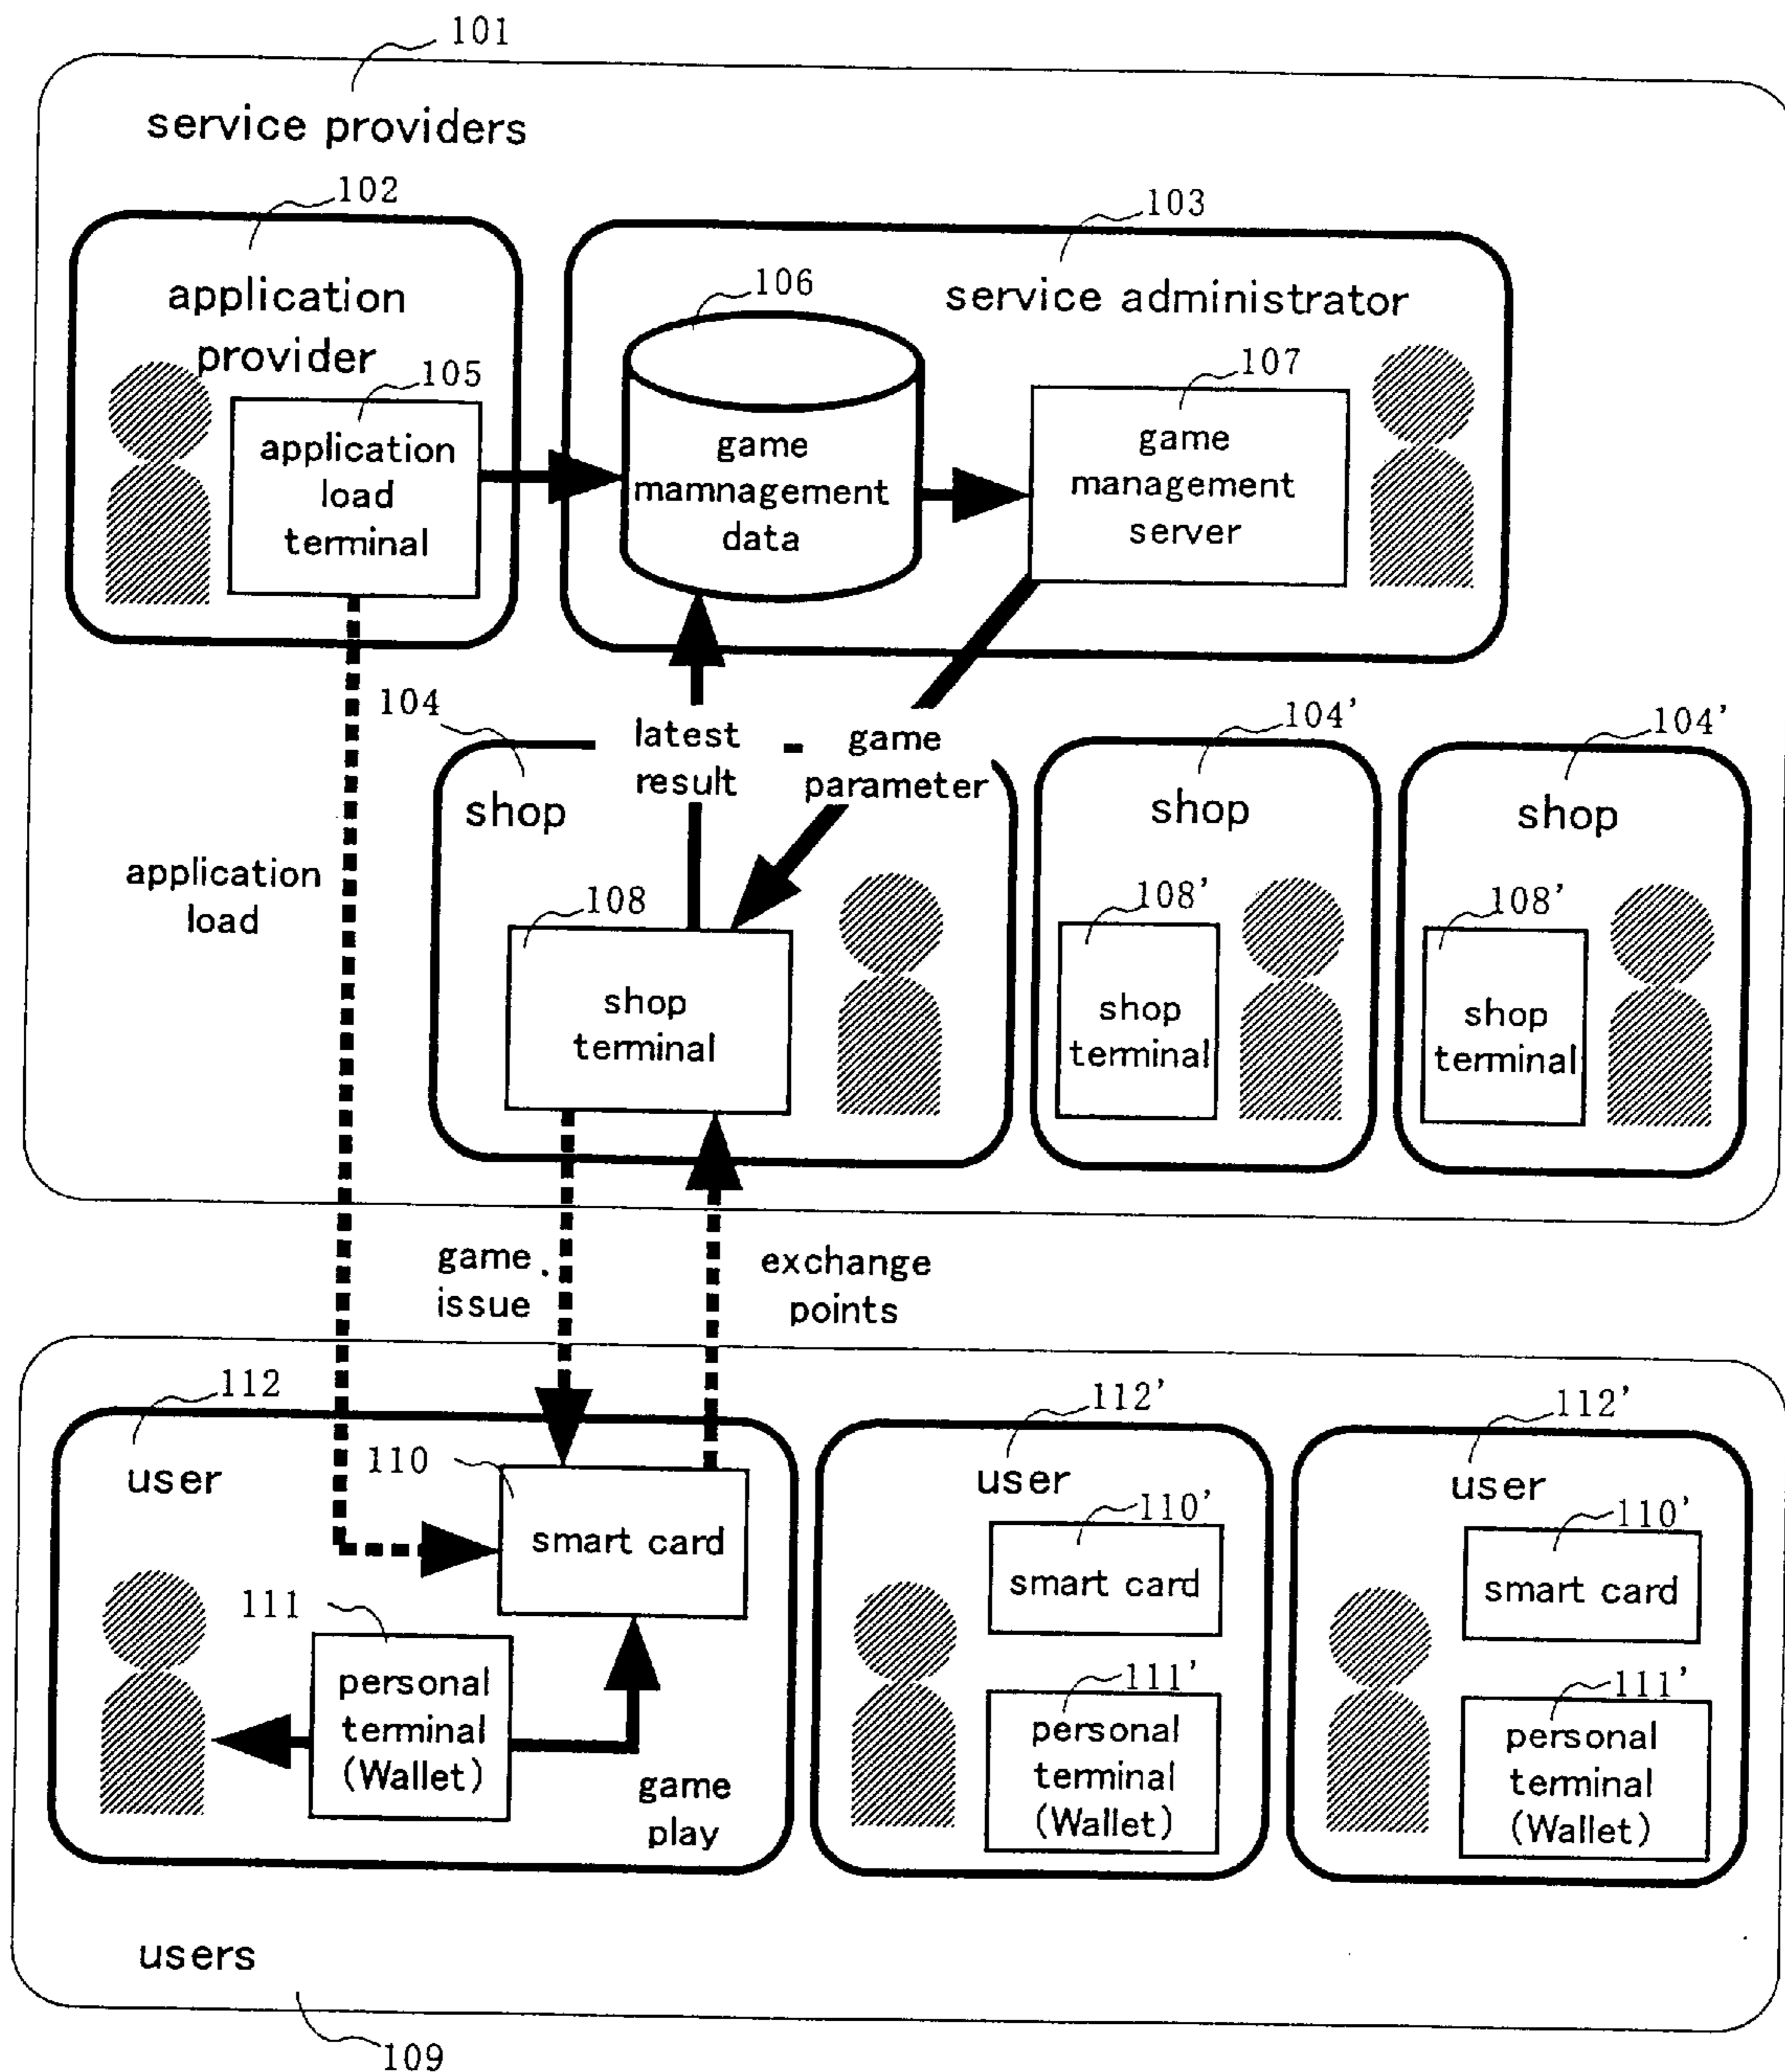 101
service providers
102
103
application
provider
106
service administrator
105
107
application
load
terminal
game
mamnagement
data
game
management
server
104
latest
result
game
parameter
104'
104'
shop
shop
shop
application
load
108
108'
108'
shop
terminal
shop
terminal
shop
terminal
game
issue
exchange
points
112
112'
112'
user
110
user
user
110'
110'
smart card
smart card
smart card
111
111'
111'
personal
terminal
(Wallet)
game
play
personal
terminal
(Wallet)
personal
terminal
(Wallet)
users
109